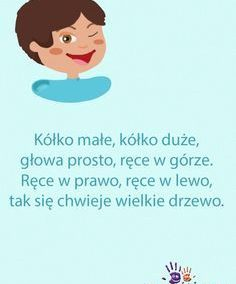 Kółko małe, kółko duże,
głowa prosto, ręce w górze.
Ręce w prawo, ręce w lewo,
tak się chwieje wielkie drzewo.